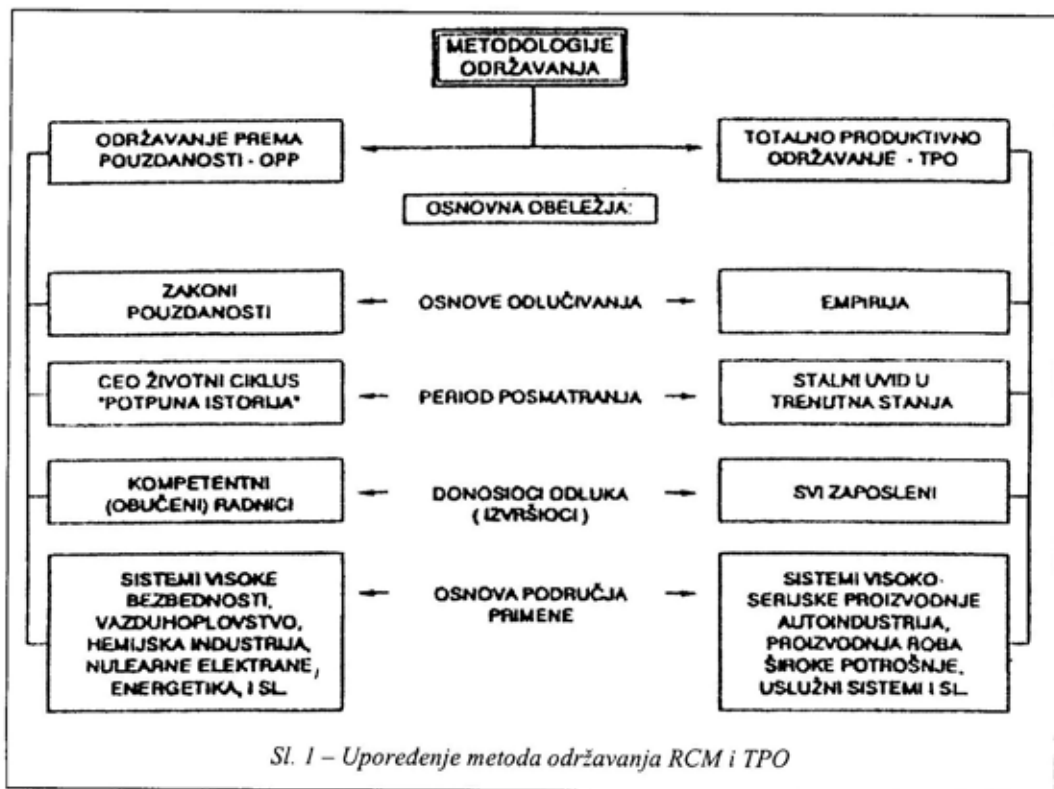 METODOLOGIJE
ODRŽAVANJA
ODRŽAVANJE PREMA
POUZDANOSTI - OPP
TOTALNO PRODUKTIVNO
ODRŽAVANJE - TPO
OSNOVNA OBELEŽJA:
ZAKONI
POUZDANOSTI
OSNOVE ODLUČIVANJA
EMPIRIJA
CEO ŽIVOTNI CIKLUS
"POTPUNA ISTORIJA"
PERIOD POSMATRANJA
STALNI UVID U
TRENUTNA STANJA
KOMPETENTNI
(OBUČENI) RADNICI
DONOSIOCI ODLUKA
( IZVRŠIOCI )
SVI ZAPOSLENI
SISTEMI VISOKE
BEZBEDNOSTI,
VAZDUHOPLOVSTVO,
HEMIJSKA INDUSTRIJA,
NULEARNE ELEKTRANE,
ENERGETIKA, I SL.
OSNOVA PODRUČJA
PRIMENE
SISTEMI VISOKO-
SERIJSKE PROIZVODNJE
AUTOINDUSTRIJA,
PROIZVODNJA ROBA
ŠIROKE POTROŠNJE,
USLUŽNI SISTEMI I SL.
Sl. 1 – Upoređenje metoda održavanja RCM i TPO